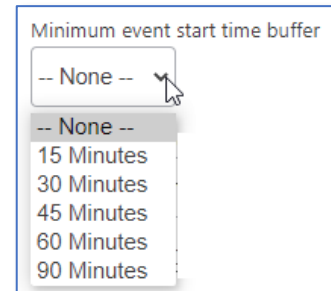 Minimum event start time buffer
-- None --
-- None --
15 Minutes
30 Minutes
45 Minutes
60 Minutes
90 Minutes